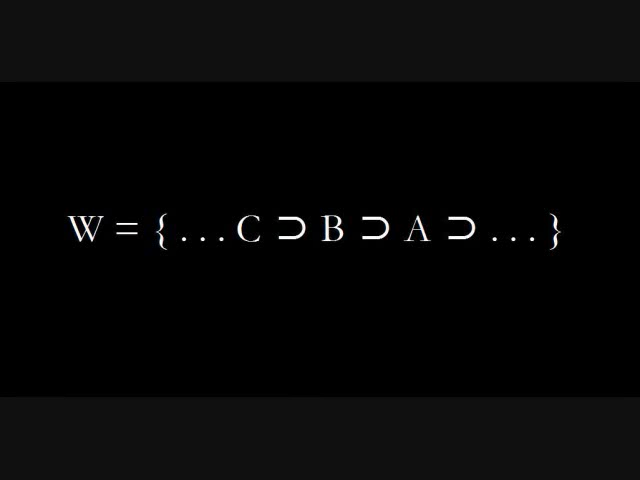 W = { . . . C ⊃ B ⊃ A ⊃ . . . }